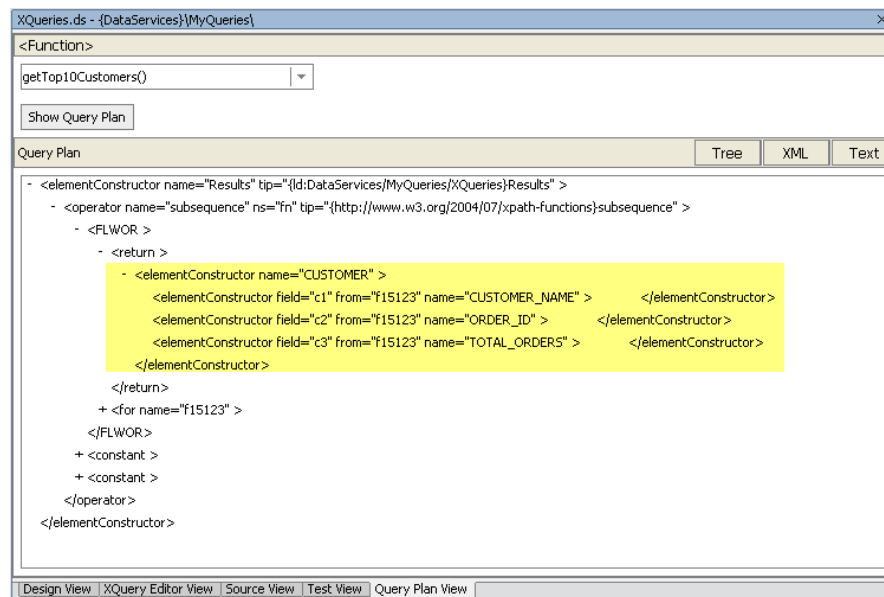 XQueries.ds - {DataServices}\MyQueries\
<Function>
getTop10Customers()
Show Query Plan
Query Plan Tree XML Text
- <elementConstructor name="Results" tip="{ld:DataServices/MyQueries/XQueries}Results" >
- <operator name="subsequence" ns="fn" tip="{http://www.w3.org/2004/07/xpath-functions}subsequence" >
- <FLWOR >
- <return >
- <elementConstructor name="CUSTOMER" >
<elementConstructor field="c1" from="f15123" name="CUSTOMER_NAME" > </elementConstructor>
<elementConstructor field="c2" from="f15123" name="ORDER_ID" > </elementConstructor>
<elementConstructor field="c3" from="f15123" name="TOTAL_ORDERS" > </elementConstructor>
</elementConstructor>
</return>
+ <for name="f15123" >
</FLWOR>
+ <constant >
+ <constant >
</operator>
</elementConstructor>
Design View XQuery Editor View Source View Test View Query Plan View